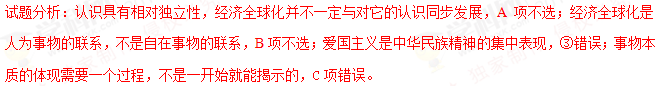 试题分析：认识具有相对独立性，经济全球化并不一定与对它的认识同步发展，A 项不选；经济全球化是
人为事物的联系，不是自在事物的联系，B项不选；爱国主义是中华民族精神的集中表现，③错误；事物本
质的体现需要一个过程，不是一开始就能揭示的，C项错误。